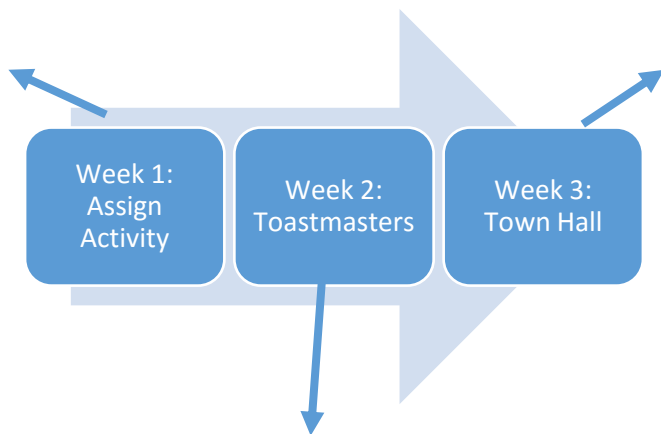 Week 1:
Assign
Activity
Week 2:
Toastmasters
Week 3:
Town Hall